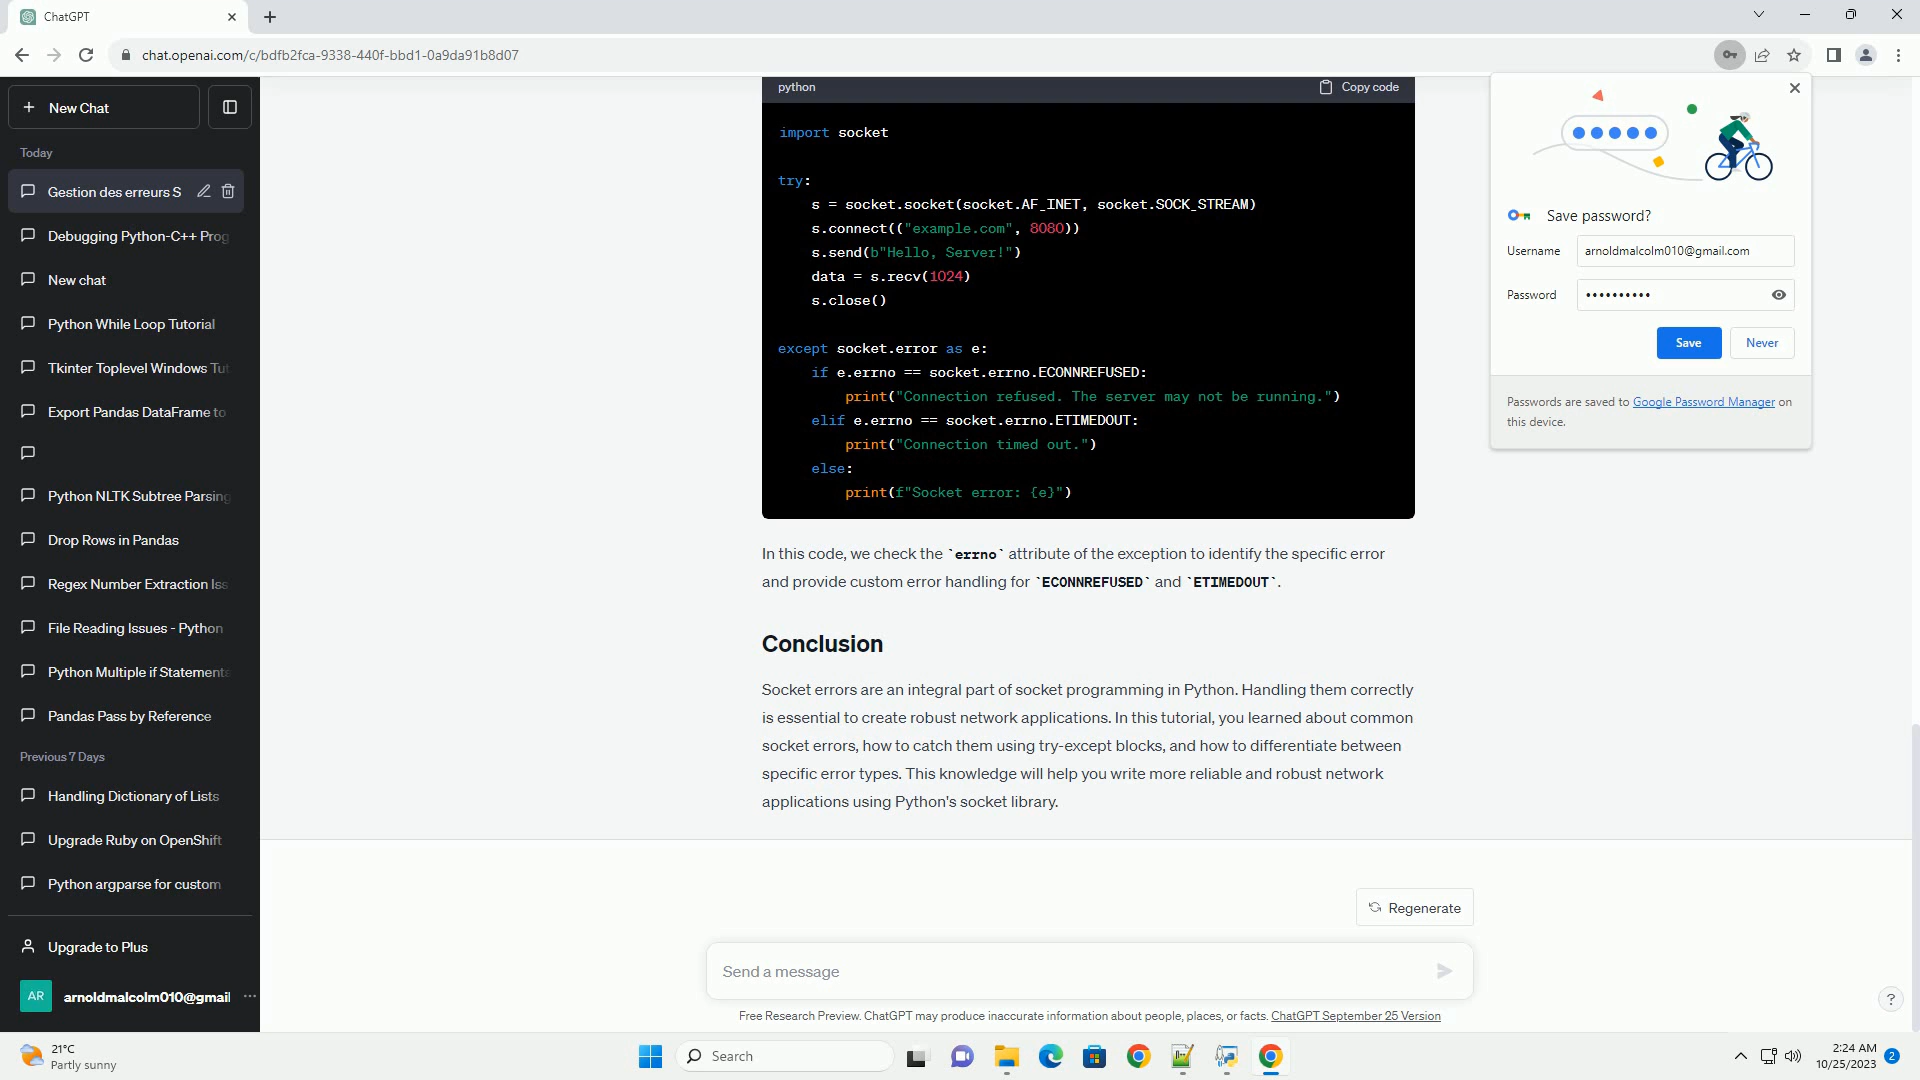 ChatGPT
chat.openai.com/c/bdfb2fca-9338-440f-bbd1-0a9da91b8d07
New Chat
Today
Gestion des erreurs S
Debugging Python-C++ Prog
New chat
Python While Loop Tutorial
Tkinter Toplevel Windows Tut
Export Pandas DataFrame to
Python NLTK Subtree Parsing
Drop Rows in Pandas
Regex Number Extraction Iss
File Reading Issues - Python
Python Multiple if Statements
Pandas Pass by Reference
Previous 7 Days
Handling Dictionary of Lists
Upgrade Ruby on OpenShift
Python argparse for custom
Upgrade to Plus
AR
arnoldmalcolm010@gmail
python
Copy code
import socket
try:
    s = socket.socket(socket.AF_INET, socket.SOCK_STREAM)
    s.connect(("example.com", 8080))
    s.send(b"Hello, Server!")
    data = s.recv(1024)
    s.close()
except socket.error as e:
    if e.errno == socket.errno.ECONNREFUSED:
        print("Connection refused. The server may not be running.")
    elif e.errno == socket.errno.ETIMEDOUT:
        print("Connection timed out.")
    else:
        print(f"Socket error: {e}")
In this code, we check the `errno` attribute of the exception to identify the specific error
and provide custom error handling for `ECONNREFUSED` and `ETIMEDOUT`.
Conclusion
Socket errors are an integral part of socket programming in Python. Handling them correctly
is essential to create robust network applications. In this tutorial, you learned about common
socket errors, how to catch them using try-except blocks, and how to differentiate between
specific error types. This knowledge will help you write more reliable and robust network
applications using Python's socket library.
Regenerate
Send a message
Free Research Preview. ChatGPT may produce inaccurate information about people, places, or facts. ChatGPT September 25 Version
?
Save password?
Username
arnoldmalcolm010@gmail.com
Password
••••••••••
Save
Never
Passwords are saved to Google Password Manager on
this device.
21°C
Partly sunny
Search
2:24 AM
10/25/2023
2